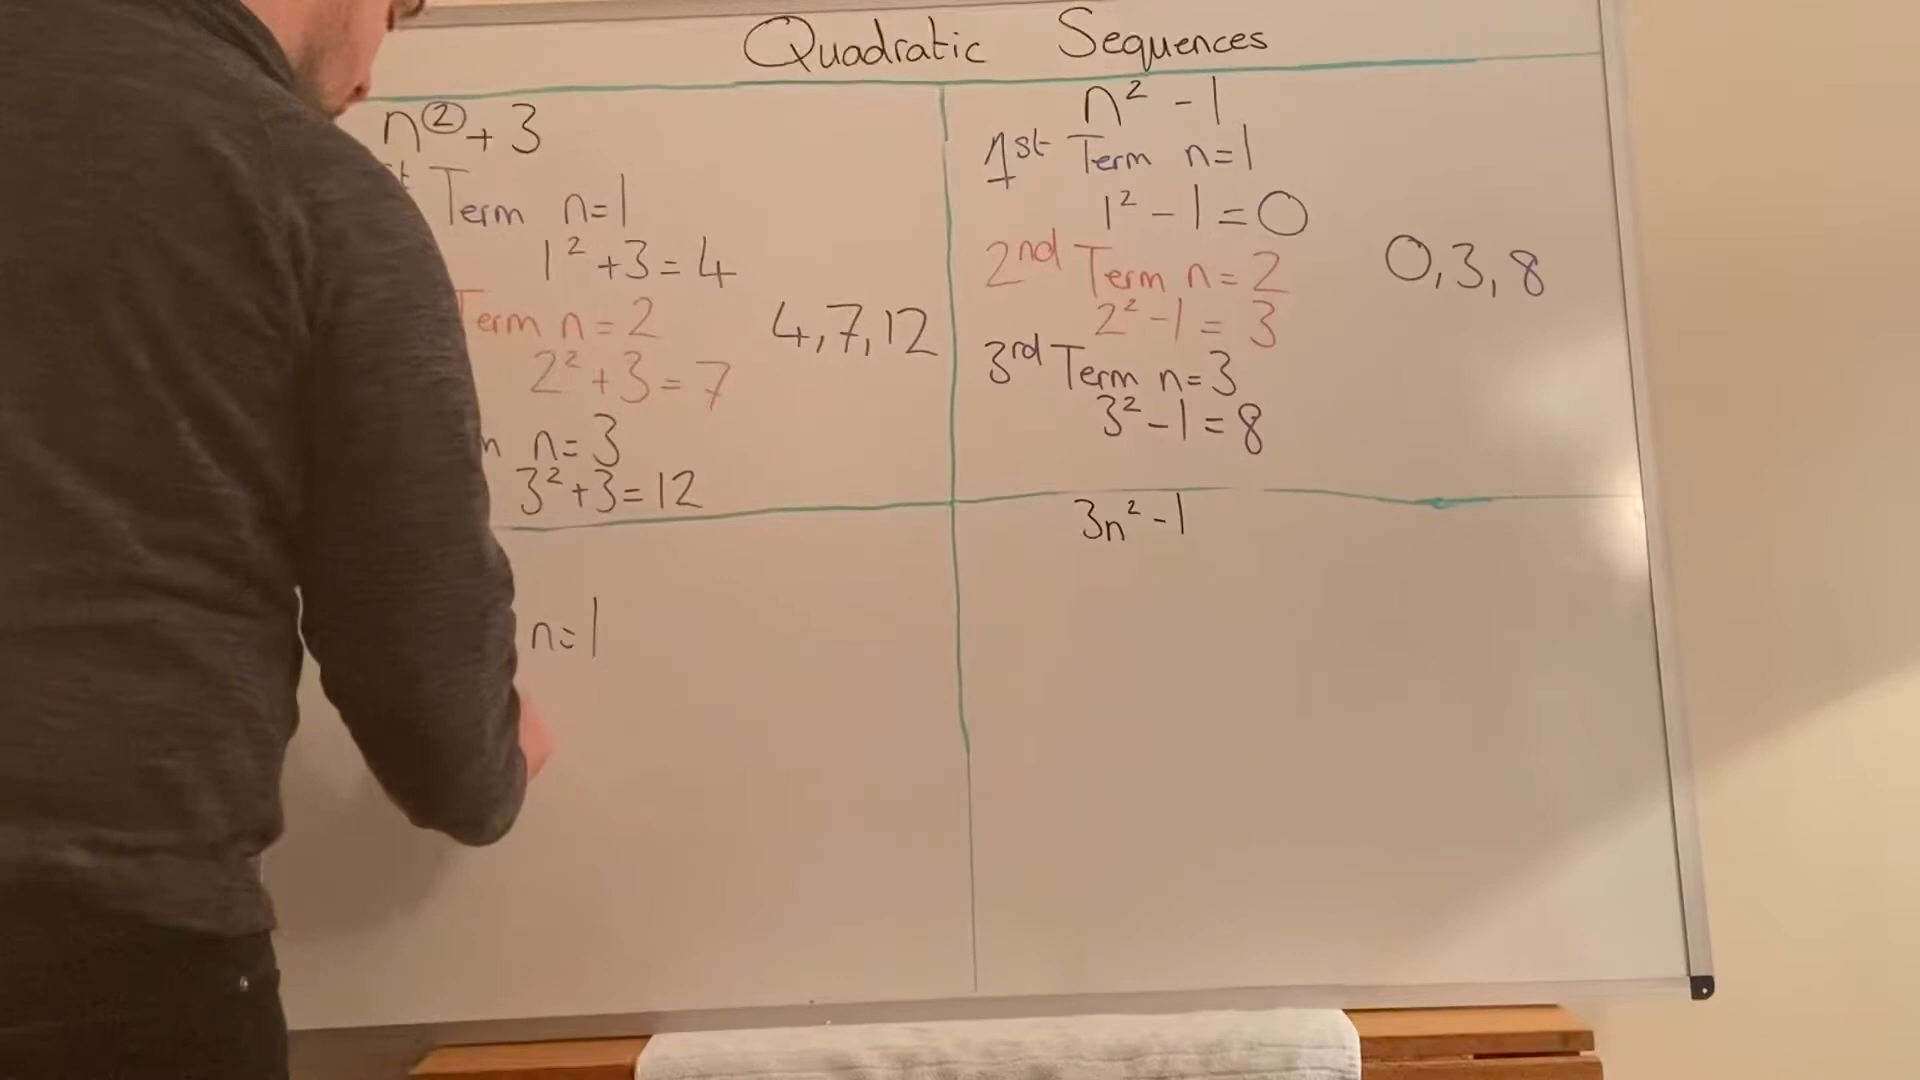 Quadratic Sequences
n² + 3
Term n=1
1² + 3 = 4
Term n = 2
2² + 3 = 7
n = 3
3² + 3 = 12
4, 7, 12
n² - 1
1st Term n=1
1² - 1 = 0
2nd Term n = 2
2² - 1 = 3
3rd Term n = 3
3² - 1 = 8
0, 3, 8
n = 1
3n² - 1